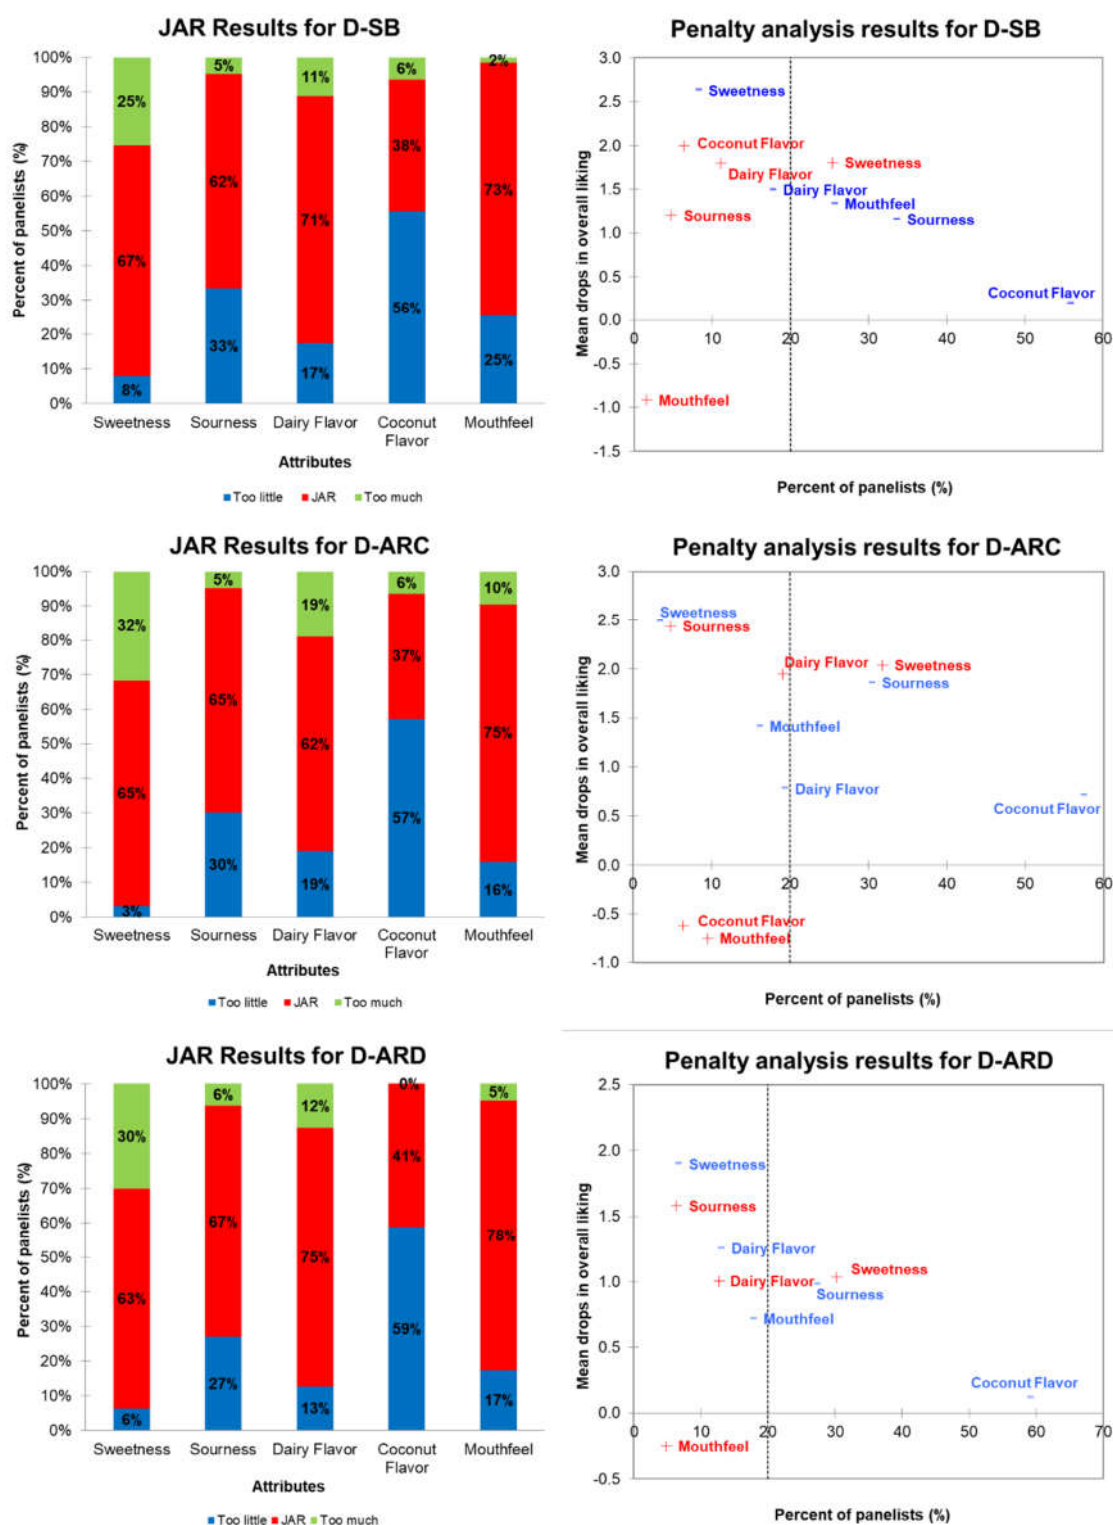 JAR Results for D-SB
100%
90%
80%
70%
60%
50%
40%
30%
20%
10%
0%
Percent of panelists (%)
25%
67%
8%
5%
62%
33%
11%
71%
17%
6%
38%
56%
2%
73%
25%
Sweetness Sourness Dairy Flavor Coconut Flavor Mouthfeel
Attributes
Too little JAR Too much
Penalty analysis results for D-SB
3.0
2.5
2.0
1.5
1.0
0.5
0.0
-0.5
-1.0
-1.5
Mean drops in overall liking
Sweetness
Coconut Flavor
Sweetness
Dairy Flavor
Dairy Flavor
Mouthfeel
Sourness
Sourness
Coconut Flavor
0 10 20 30 40 50 60
Mouthfeel
Percent of panelists (%)
JAR Results for D-ARC
100%
90%
80%
70%
60%
50%
40%
30%
20%
10%
0%
Percent of panelists (%)
32%
65%
3%
5%
65%
30%
19%
62%
19%
6%
37%
57%
10%
75%
16%
Sweetness Sourness Dairy Flavor Coconut Flavor Mouthfeel
Attributes
Too little JAR Too much
Penalty analysis results for D-ARC
3.0
2.5
2.0
1.5
1.0
0.5
0.0
-0.5
-1.0
Mean drops in overall liking
Sweetness
Sourness
Dairy Flavor
Sweetness
Sourness
Mouthfeel
Dairy Flavor
Coconut Flavor
0 10 20 30 40 50 60
Coconut Flavor
Mouthfeel
Percent of panelists (%)
JAR Results for D-ARD
100%
90%
80%
70%
60%
50%
40%
30%
20%
10%
0%
Percent of panelists (%)
30%
63%
6%
6%
67%
27%
12%
75%
13%
0%
41%
59%
5%
78%
17%
Sweetness Sourness Dairy Flavor Coconut Flavor Mouthfeel
Attributes
Too little JAR Too much
Penalty analysis results for D-ARD
2.5
2.0
1.5
1.0
0.5
0.0
-0.5
Mean drops in overall liking
Sweetness
Sourness
Dairy Flavor
Sweetness
Dairy Flavor
Sourness
Mouthfeel
Coconut Flavor
0 10 20 30 40 50 60 70
Mouthfeel
Percent of panelists (%)